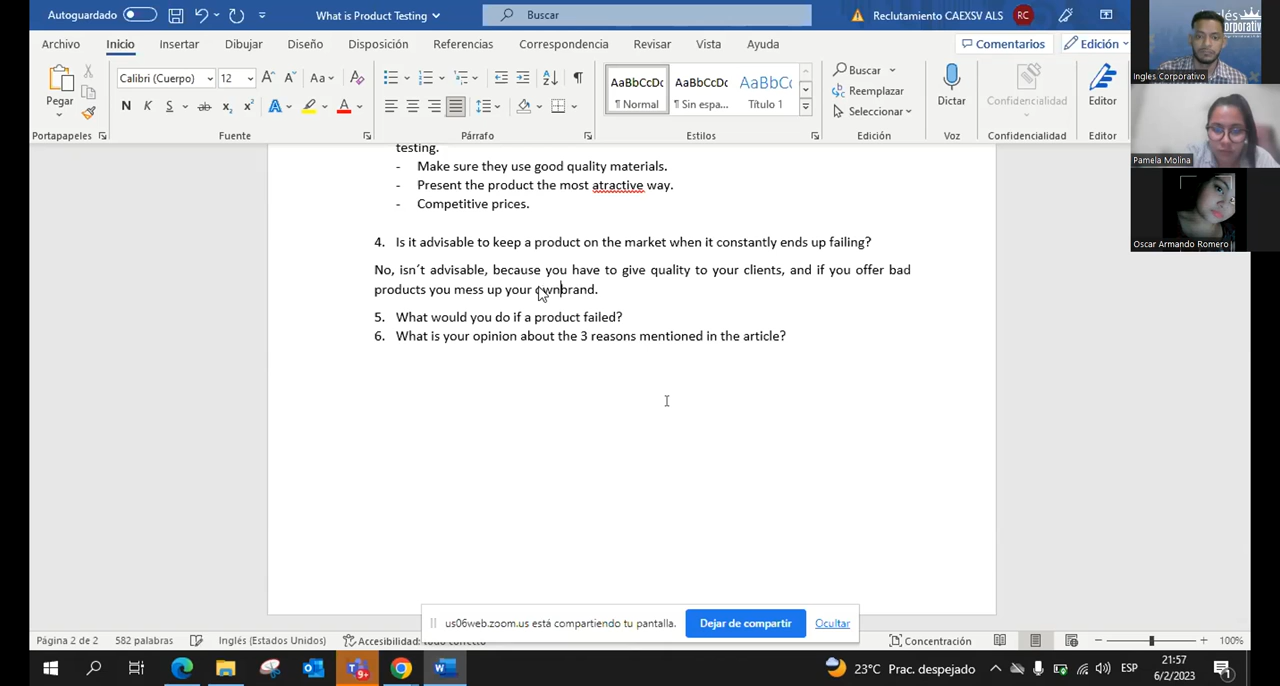 Autoguardado
What is Product Testing
Buscar
Reclutamiento CAEXSV ALS
RC
Archivo Inicio Insertar Dibujar Diseño Disposición Referencias Correspondencia Revisar Vista Ayuda
Comentarios
Edición
Pegar
Calibri (Cuerpo)
12
Aa
N K S ab x₂ x²
AaBbCcDc AaBbCcDc AaBbCc
¶ Normal ¶ Sin espa... Título 1
Buscar
Reemplazar
Seleccionar
Dictar
Confidencialidad
Editor
Portapapeles Fuente Párrafo Estilos Edición Voz Confidencialidad Editor
Ingles Corporativo
Pamela Molina
Oscar Armando Romero
testing.
- Make sure they use good quality materials.
- Present the product the most atractive way.
- Competitive prices.
4. Is it advisable to keep a product on the market when it constantly ends up failing?
No, isn´t advisable, because you have to give quality to your clients, and if you offer bad
products you mess up your ownbrand.
5. What would you do if a product failed?
6. What is your opinion about the 3 reasons mentioned in the article?
us06web.zoom.us está compartiendo tu pantalla.
Dejar de compartir
Ocultar
Página 2 de 2
582 palabras
Inglés (Estados Unidos)
Concentración
100%
23°C Prac. despejado
ESP
21:57
6/2/2023